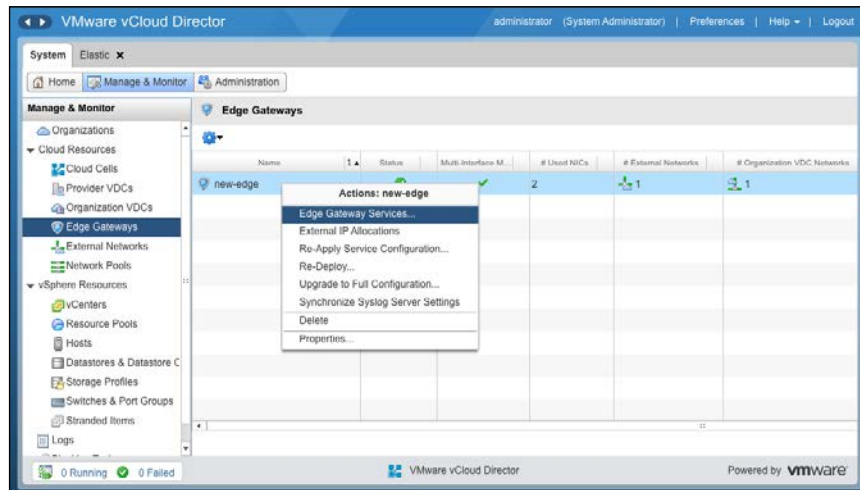 VMware vCloud Director
administrator (System Administrator) | Preferences | Help | Logout
System Elastic
Home Manage & Monitor Administration
Manage & Monitor
Organizations
Cloud Resources
Cloud Cells
Provider VDCs
Organization VDCs
Edge Gateways
External Networks
Network Pools
vSphere Resources
vCenters
Resource Pools
Hosts
Datastores & Datastore C
Storage Profiles
Switches & Port Groups
Stranded Items
Logs
Edge Gateways
Name 1 Status Multi-Interface M... # Used NICs # External Networks # Organization VDC Networks
new-edge 2 1 1
Actions: new-edge
Edge Gateway Services...
External IP Allocations
Re-Apply Service Configuration...
Re-Deploy...
Upgrade to Full Configuration...
Synchronize Syslog Server Settings
Delete
Properties...
0 Running 0 Failed
VMware vCloud Director
Powered by vmware